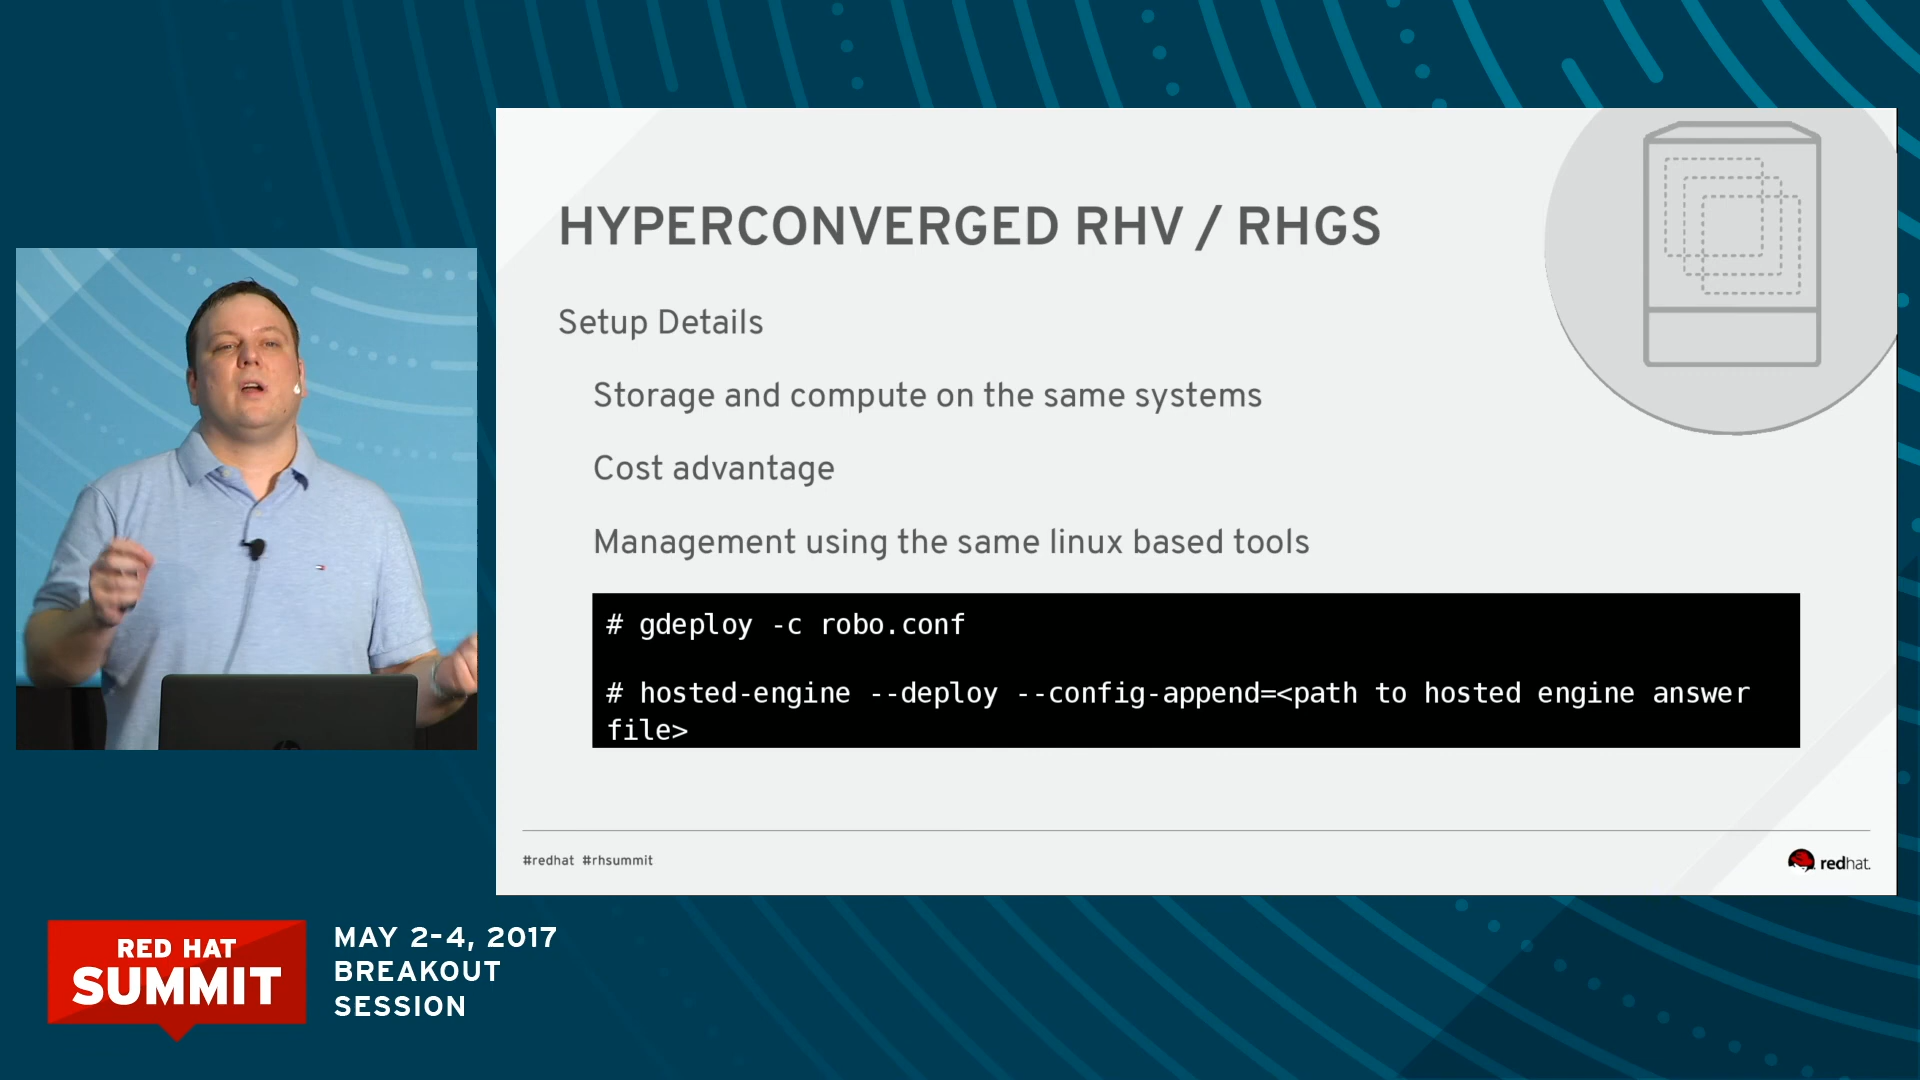 HYPERCONVERGED RHV / RHGS
Setup Details
Storage and compute on the same systems
Cost advantage
Management using the same linux based tools
# gdeploy -c robo.conf
# hosted-engine --deploy --config-append=<path to hosted engine answer
file>
#redhat #rhsummit
redhat.
RED HAT
SUMMIT
MAY 2-4, 2017
BREAKOUT
SESSION